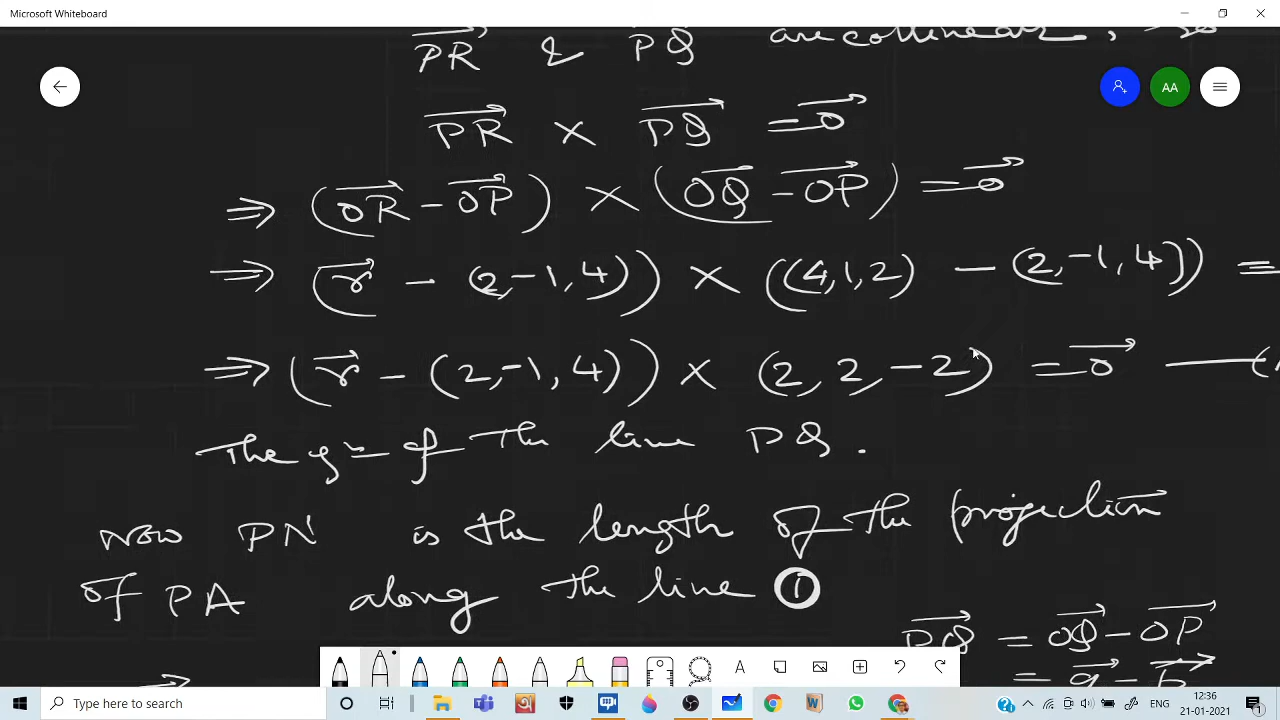 Microsoft Whiteboard
PR & PQ are collinear, so
AA
PR × PQ = 0
⇒ (OR - OP) × (OQ - OP) = 0
⇒ (r - (2,-1,4)) × ((4,1,2) - (2,-1,4)) =
⇒ (r - (2,-1,4)) × (2, 2, -2) = 0 — (
The of the line PQ.
Now PN is the length of the projection
of PA along the line ①
PQ = OQ - OP
= q - p
Type here to search
ENG
12:36
21-01-2021